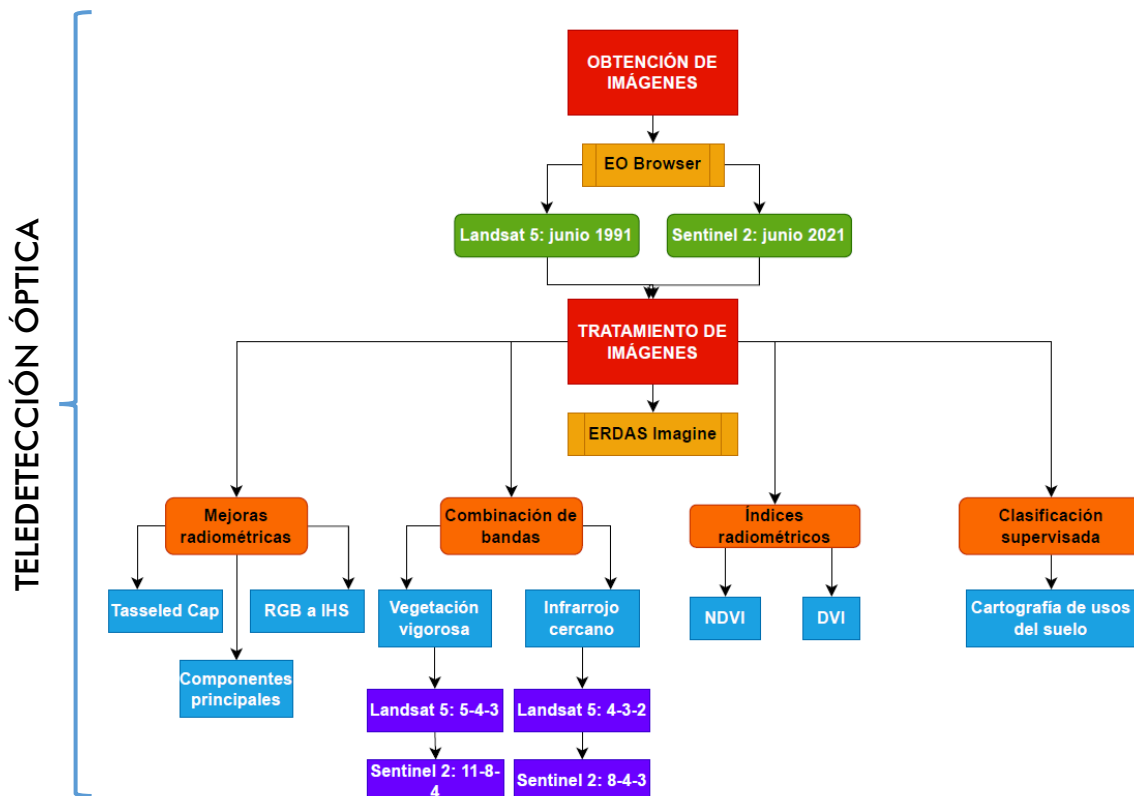 TELEDETECCIÓN ÓPTICA
OBTENCIÓN DE
IMÁGENES
EO Browser
Landsat 5: junio 1991
Sentinel 2: junio 2021
TRATAMIENTO DE
IMÁGENES
ERDAS Imagine
Mejoras
radiométricas
Combinación de
bandas
Índices
radiométricos
Clasificación
supervisada
Tasseled Cap
RGB a IHS
Componentes
principales
Vegetación
vigorosa
Infrarrojo
cercano
NDVI
DVI
Cartografía de usos
del suelo
Landsat 5: 5-4-3
Landsat 5: 4-3-2
Sentinel 2: 11-8-
4
Sentinel 2: 8-4-3